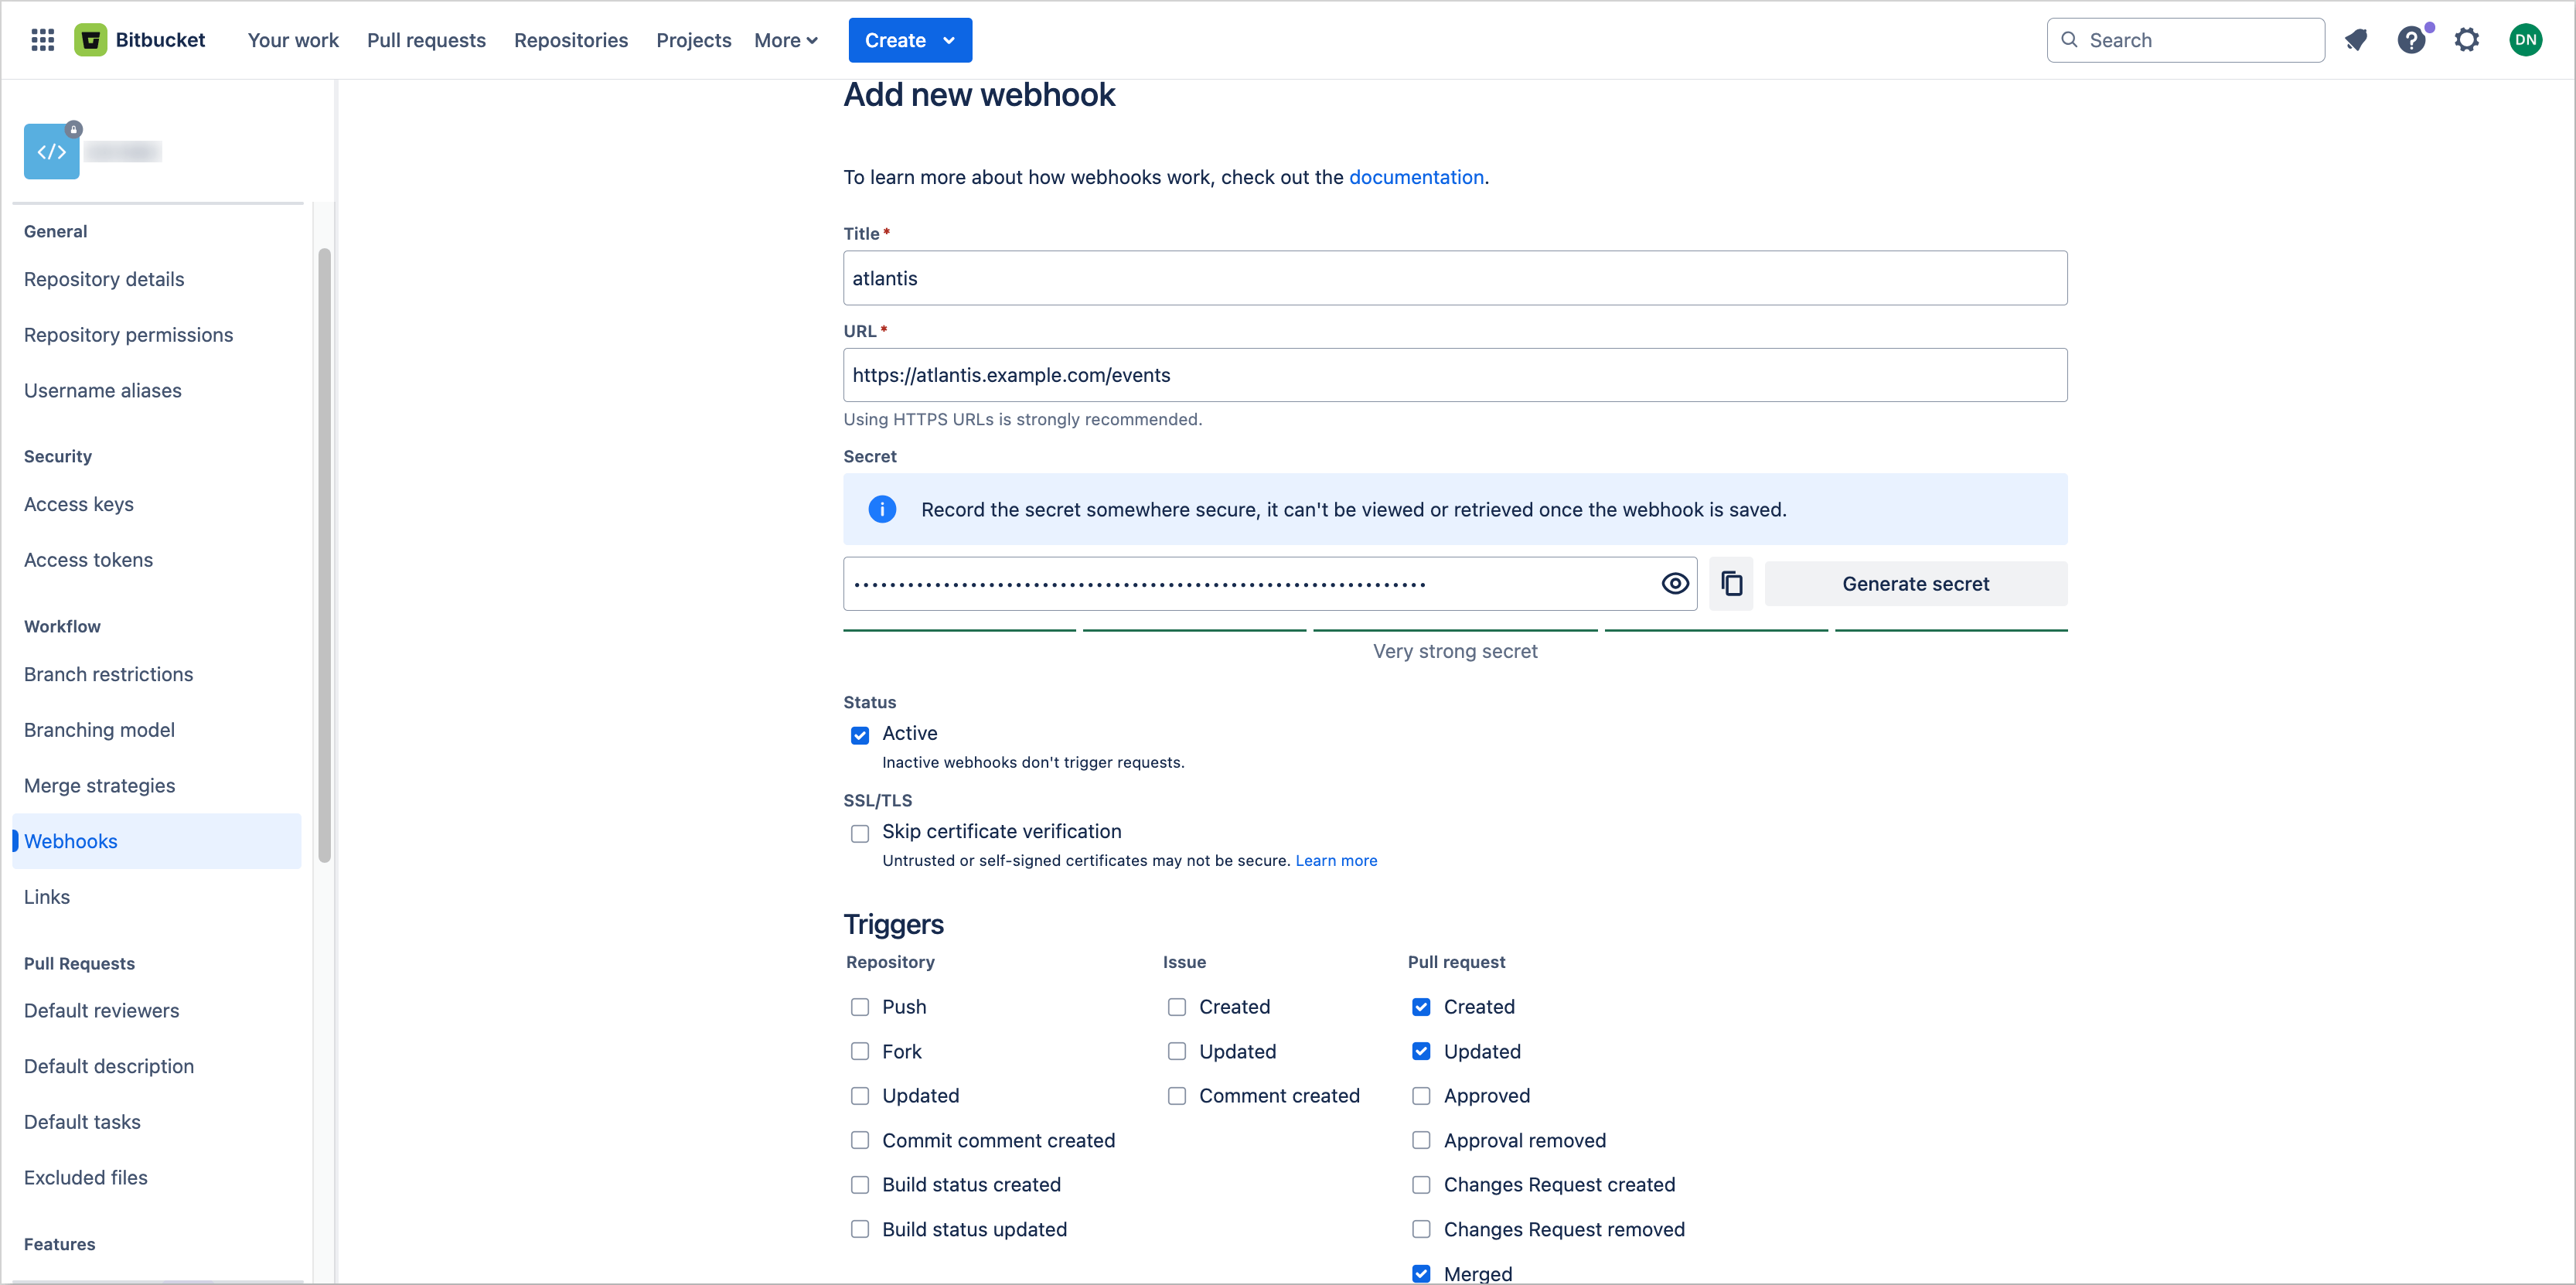 Bitbucket Your work Pull requests Repositories Projects More Create Search DN
General
Repository details
Repository permissions
Username aliases
Security
Access keys
Access tokens
Workflow
Branch restrictions
Branching model
Merge strategies
Webhooks
Links
Pull Requests
Default reviewers
Default description
Default tasks
Excluded files
Features
Add new webhook
To learn more about how webhooks work, check out the documentation.
Title*
atlantis
URL*
https://atlantis.example.com/events
Using HTTPS URLs is strongly recommended.
Secret
Record the secret somewhere secure, it can't be viewed or retrieved once the webhook is saved.
Generate secret
Very strong secret
Status
Active
Inactive webhooks don't trigger requests.
SSL/TLS
Skip certificate verification
Untrusted or self-signed certificates may not be secure. Learn more
Triggers
Repository
Push
Fork
Updated
Commit comment created
Build status created
Build status updated
Issue
Created
Updated
Comment created
Pull request
Created
Updated
Approved
Approval removed
Changes Request created
Changes Request removed
Merged